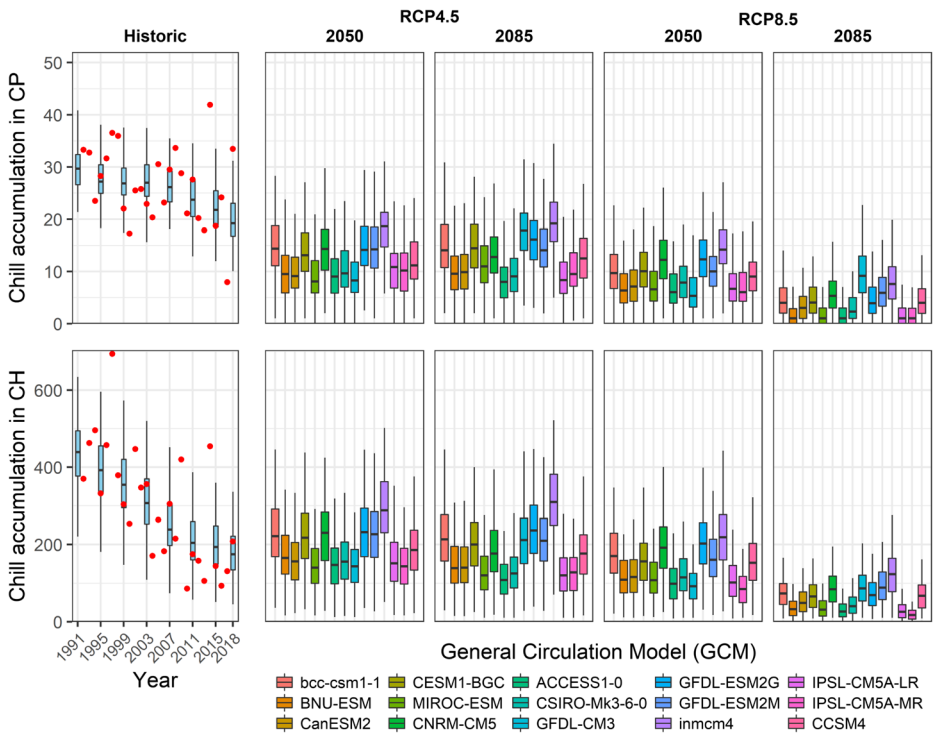 RCP4.5 RCP8.5
Historic 2050 2085 2050 2085
Chill accumulation in CP
50
40
30
20
10
0
Chill accumulation in CH
600
400
200
0
1991 1995 1999 2003 2007 2011 2015 2018
Year
General Circulation Model (GCM)
bcc-csm1-1 CESM1-BGC ACCESS1-0 GFDL-ESM2G IPSL-CM5A-LR
BNU-ESM MIROC-ESM CSIRO-Mk3-6-0 GFDL-ESM2M IPSL-CM5A-MR
CanESM2 CNRM-CM5 GFDL-CM3 inmcm4 CCSM4